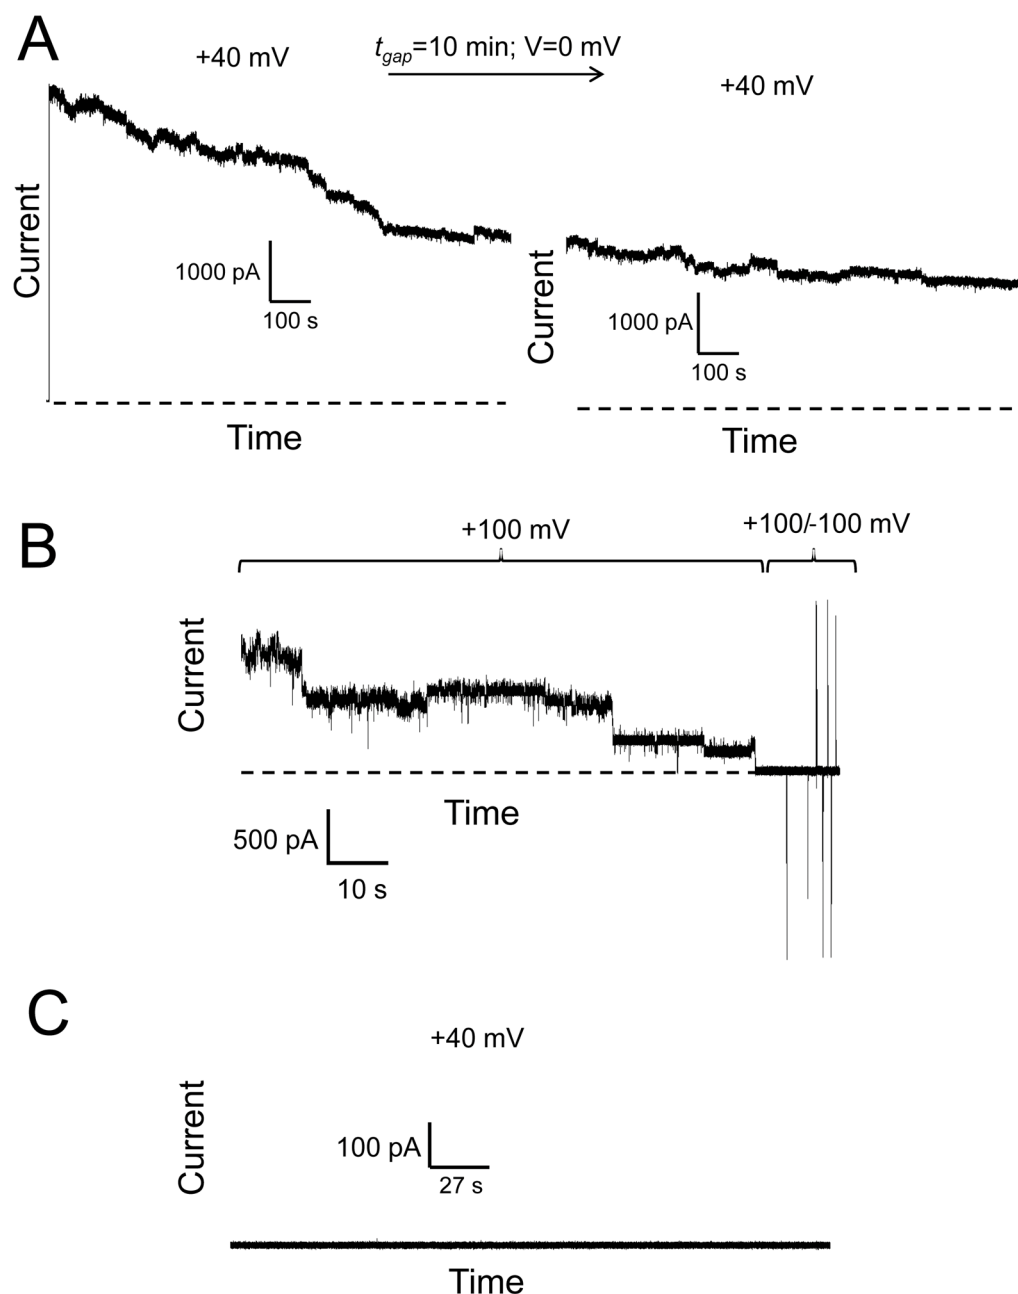 A
+40 mV
t_gap=10 min; V=0 mV
+40 mV
Current
1000 pA
100 s
Time
Current
1000 pA
100 s
Time
B
+100 mV
+100/-100 mV
Current
Time
500 pA
10 s
C
+40 mV
Current
100 pA
27 s
Time